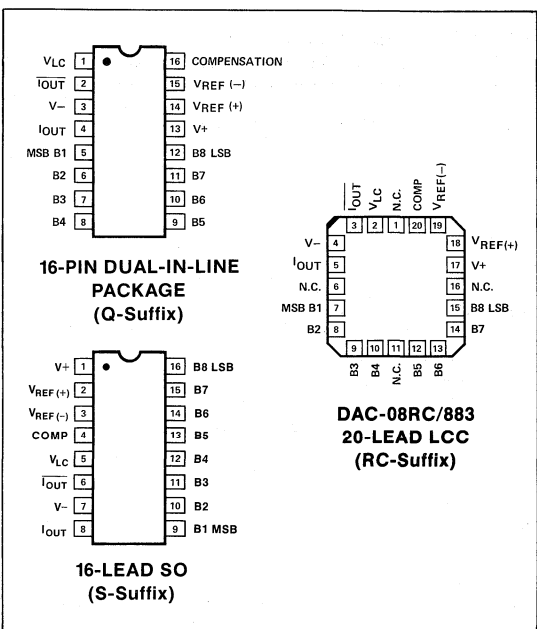 VLC 1 16 COMPENSATION
IOUT 2 15 VREF (−)
V− 3 14 VREF (+)
IOUT 4 13 V+
MSB B1 5 12 B8 LSB
B2 6 11 B7
B3 7 10 B6
B4 8 9 B5
16-PIN DUAL-IN-LINE
PACKAGE
(Q-Suffix)
V+ 1 16 B8 LSB
VREF (+) 2 15 B7
VREF (−) 3 14 B6
COMP 4 13 B5
VLC 5 12 B4
IOUT 6 11 B3
V− 7 10 B2
IOUT 8 9 B1 MSB
16-LEAD SO
(S-Suffix)
IOUT VLC N.C. COMP VREF(−)
3 2 1 20 19
V− 4 18 VREF(+)
IOUT 5 17 V+
N.C. 6 16 N.C.
MSB B1 7 15 B8 LSB
B2 8 14 B7
9 10 11 12 13
B3 B4 N.C. B5 B6
DAC-08RC/883
20-LEAD LCC
(RC-Suffix)